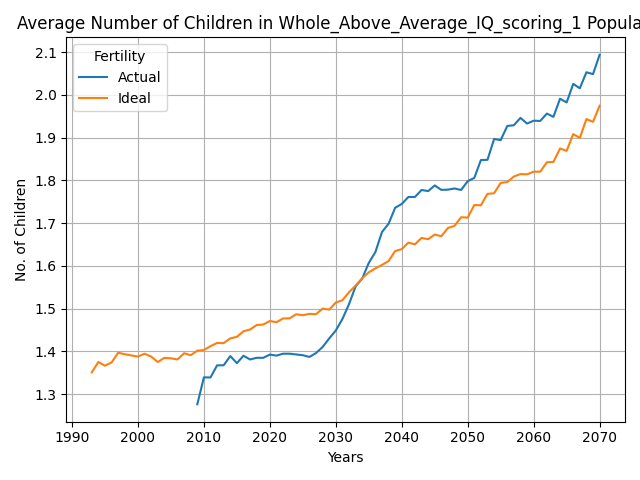 Average Number of Children in Whole_Above_Average_IQ_scoring_1 Popula
Fertility
Actual
Ideal
No. of Children
2.1
2.0
1.9
1.8
1.7
1.6
1.5
1.4
1.3
1990 2000 2010 2020 2030 2040 2050 2060 2070
Years